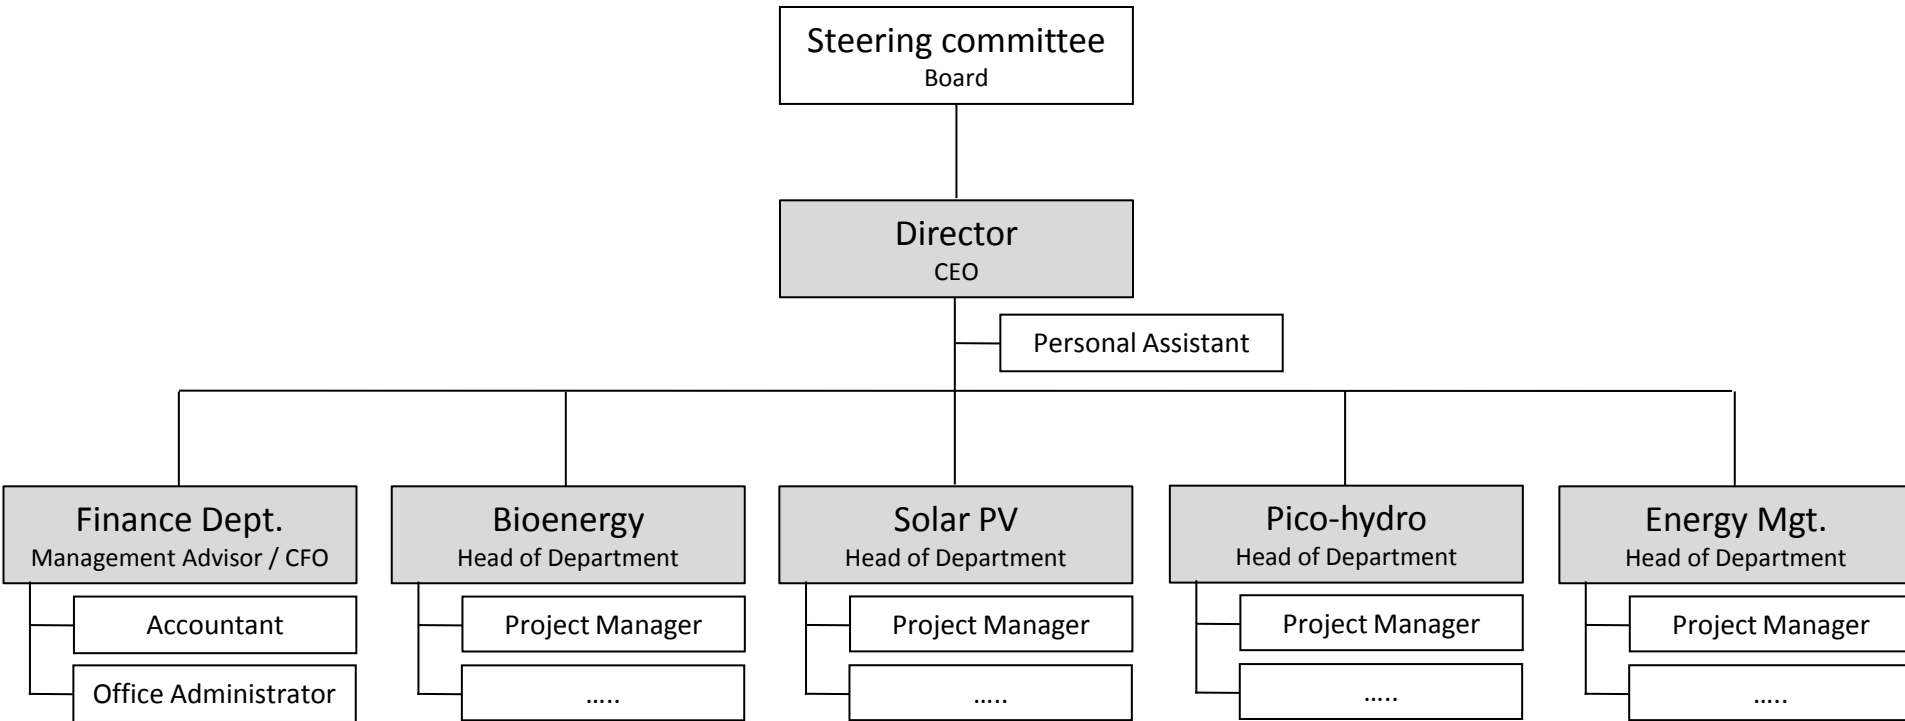 Steering committee
Board
Director
CEO
Personal Assistant
Finance Dept.
Management Advisor / CFO
Accountant
Office Administrator
Bioenergy
Head of Department
Project Manager
.....
Solar PV
Head of Department
Project Manager
.....
Pico-hydro
Head of Department
Project Manager
.....
Energy Mgt.
Head of Department
Project Manager
.....